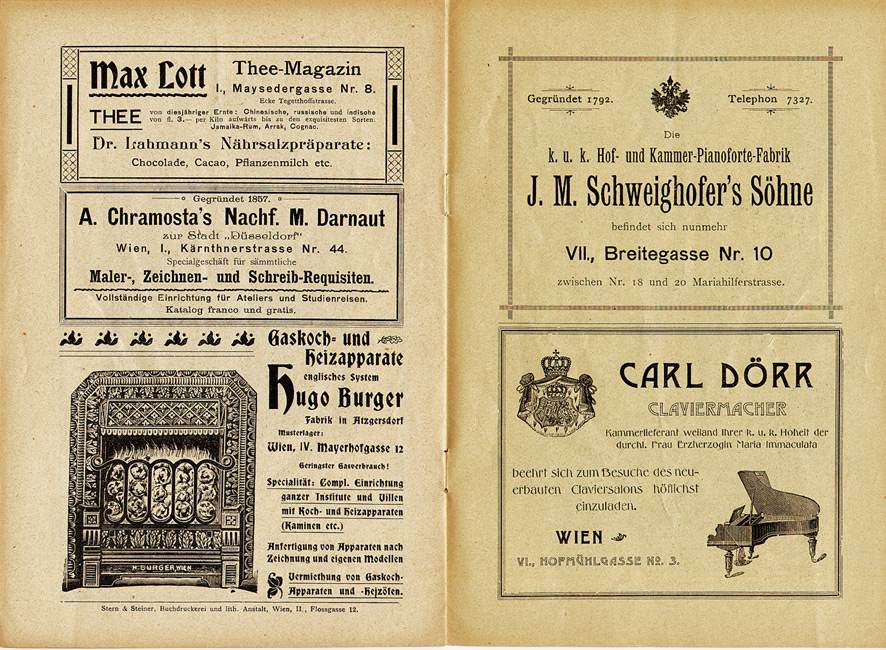 Max Lott
Thee-Magazin
I., Maysedergasse Nr. 8.
Ecke Tegetthoffstrasse.
THEE
von diesjähriger Ernte: Chinesische, russische und indische
von fl. 3.— per Kilo aufwärts bis zu den exquisitesten Sorten.
Jamaika-Rum, Arrak, Cognac.
Dr. Lahmann's Nährsalzpräparate:
Chocolade, Cacao, Pflanzenmilch etc.
Gegründet 1857.
A. Chramosta's Nachf. M. Darnaut
zur Stadt „Düsseldorf"
Wien, I., Kärnthnerstrasse Nr. 44.
Specialgeschäft für sämmtliche
Maler-, Zeichnen- und Schreib-Requisiten.
Vollständige Einrichtung für Ateliers und Studienreisen.
Katalog franco und gratis.
Gaskoch- und
Heizapparate
englisches System
Hugo Burger
Fabrik in Atzgersdorf
Musterlager:
Wien, IV. Mayerhofgasse 12
Geringster Gasverbrauch!
Specialität: Compl. Einrichtung
ganzer Institute und Villen
mit Koch- und Heizapparaten
(Kaminen etc.)
Anfertigung von Apparaten nach
Zeichnung und eigenen Modellen
Vermiethung von Gaskoch-
Apparaten und -Heizöfen.
H. BURGER, WIEN
Stern & Steiner, Buchdruckerei und lith. Anstalt, Wien, II., Flossgasse 12.
Gegründet 1792.
Telephon 7327.
Die
k. u. k. Hof- und Kammer-Pianoforte-Fabrik
J. M. Schweighofer's Söhne
befindet sich nunmehr
VII., Breitegasse Nr. 10
zwischen Nr. 18 und 20 Mariahilferstrasse.
CARL DÖRR
CLAVIERMACHER
Kammerlieferant weiland Ihrer k. u. k. Hoheit der
durchl. Frau Erzherzogin Maria Immaculata
beehrt sich zum Besuche des neu-
erbauten Claviersalons höflichst
einzuladen.
WIEN
VI., HOFMÜHLGASSE No. 3.